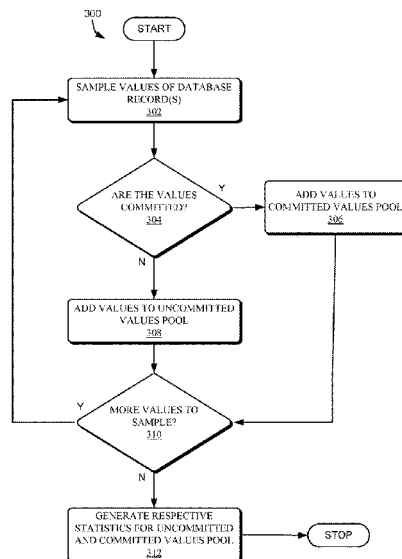 300
START
SAMPLE VALUES OF DATABASE
RECORD(S)
302
ARE THE VALUES
COMMITTED?
304
Y
ADD VALUES TO
COMMITTED VALUES POOL
306
N
ADD VALUES TO UNCOMMITTED
VALUES POOL
308
Y
MORE VALUES TO
SAMPLE?
310
N
GENERATE RESPECTIVE
STATISTICS FOR UNCOMMITTED
AND COMMITTED VALUES POOL
312
STOP